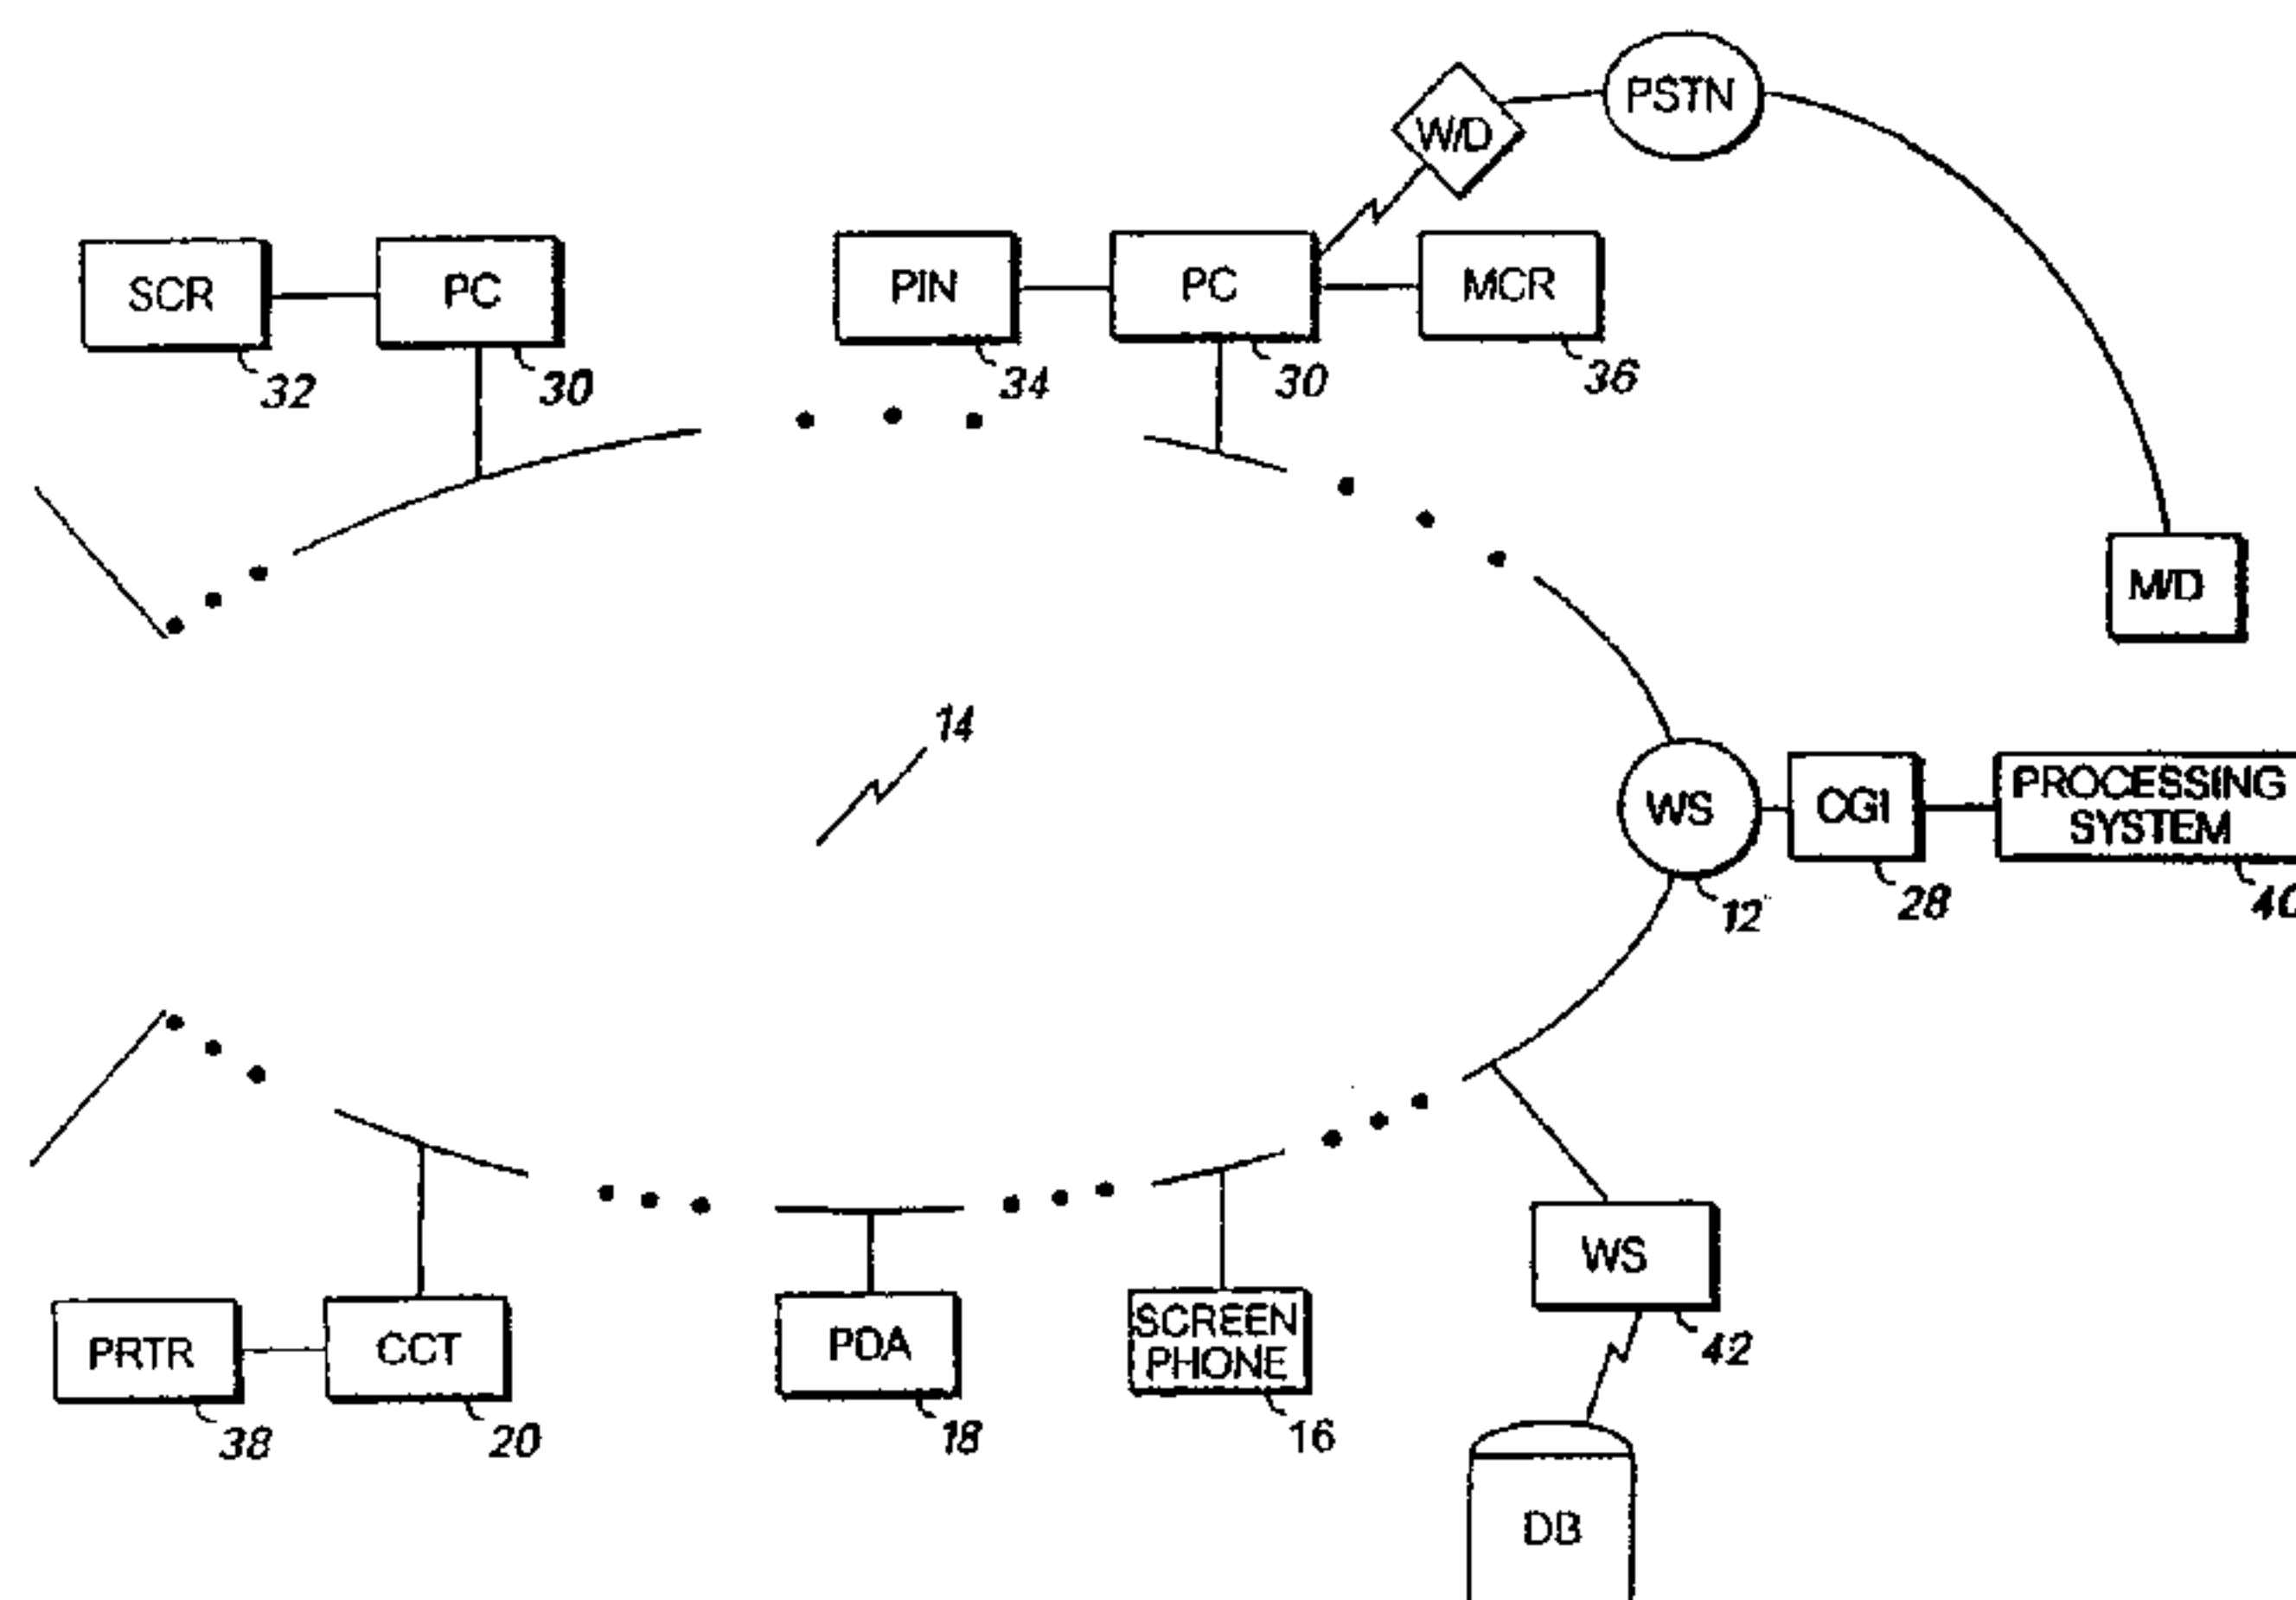 PSTN
W/D
SCR
PC
PIN
PC
MCR
32
30
34
30
36
M/D
14
WS
CGI
PROCESSING
SYSTEM
12
28
40
WS
42
PRTR
CCT
PDA
SCREEN
PHONE
38
20
18
16
DB